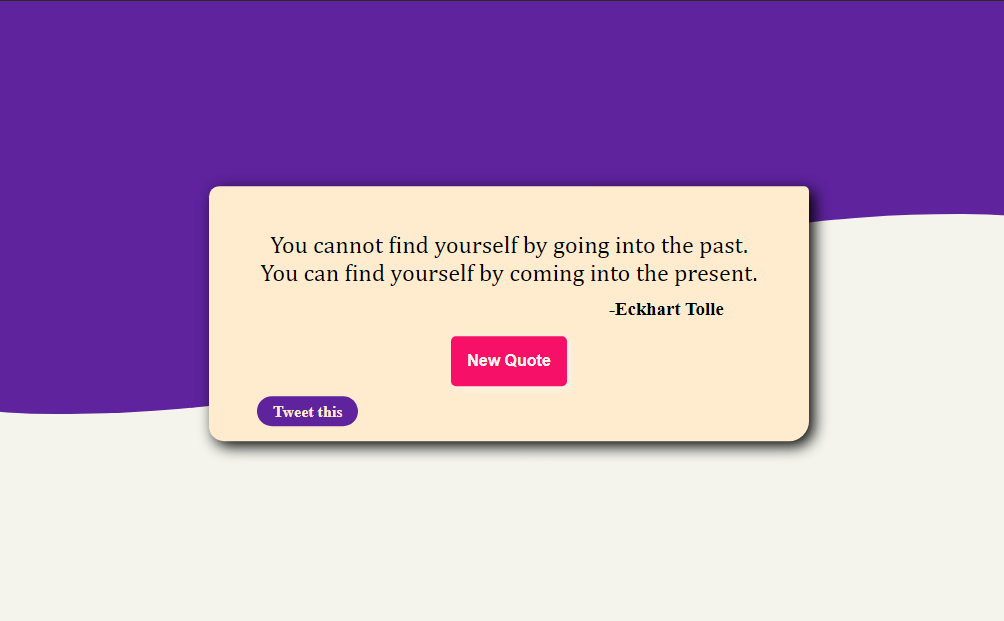 You cannot find yourself by going into the past.
You can find yourself by coming into the present.
-Eckhart Tolle
New Quote
Tweet this